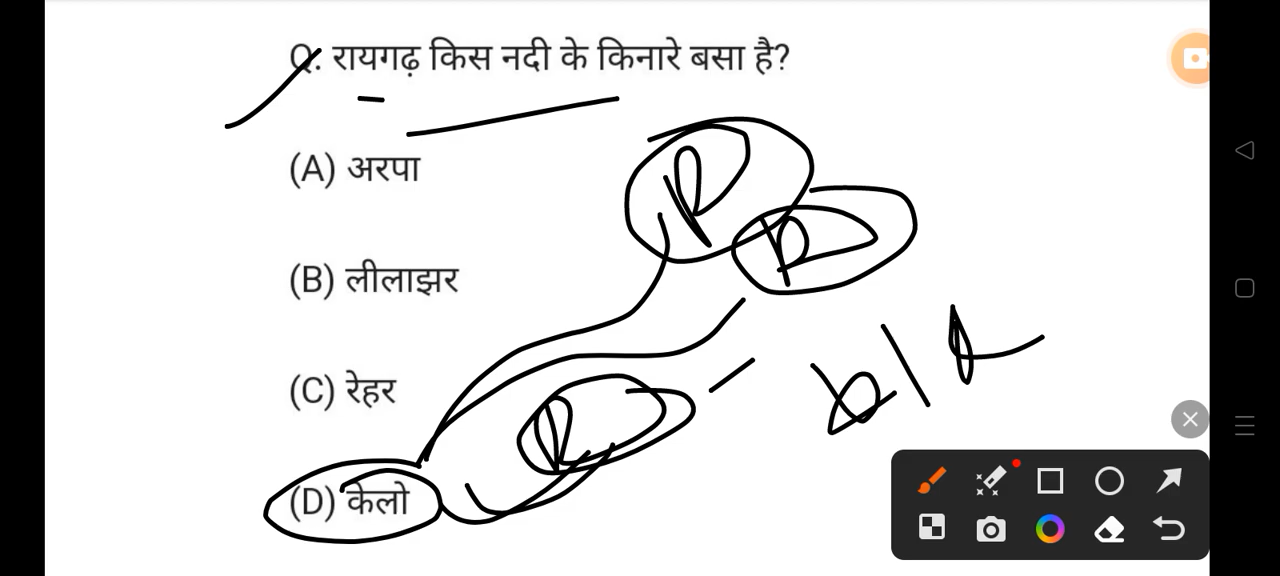 Q. रायगढ़ किस नदी के किनारे बसा है?
(A) अरपा
(B) लीलाझर
(C) रेहर
(D) केलो